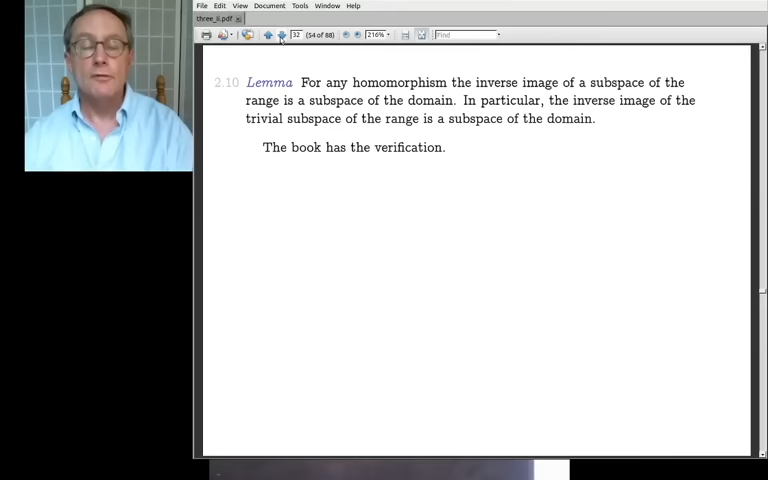 File Edit View Document Tools Window Help
three_ii.pdf
32 (54 of 88) 216% Find
2.10 Lemma For any homomorphism the inverse image of a subspace of the
range is a subspace of the domain. In particular, the inverse image of the
trivial subspace of the range is a subspace of the domain.
The book has the verification.